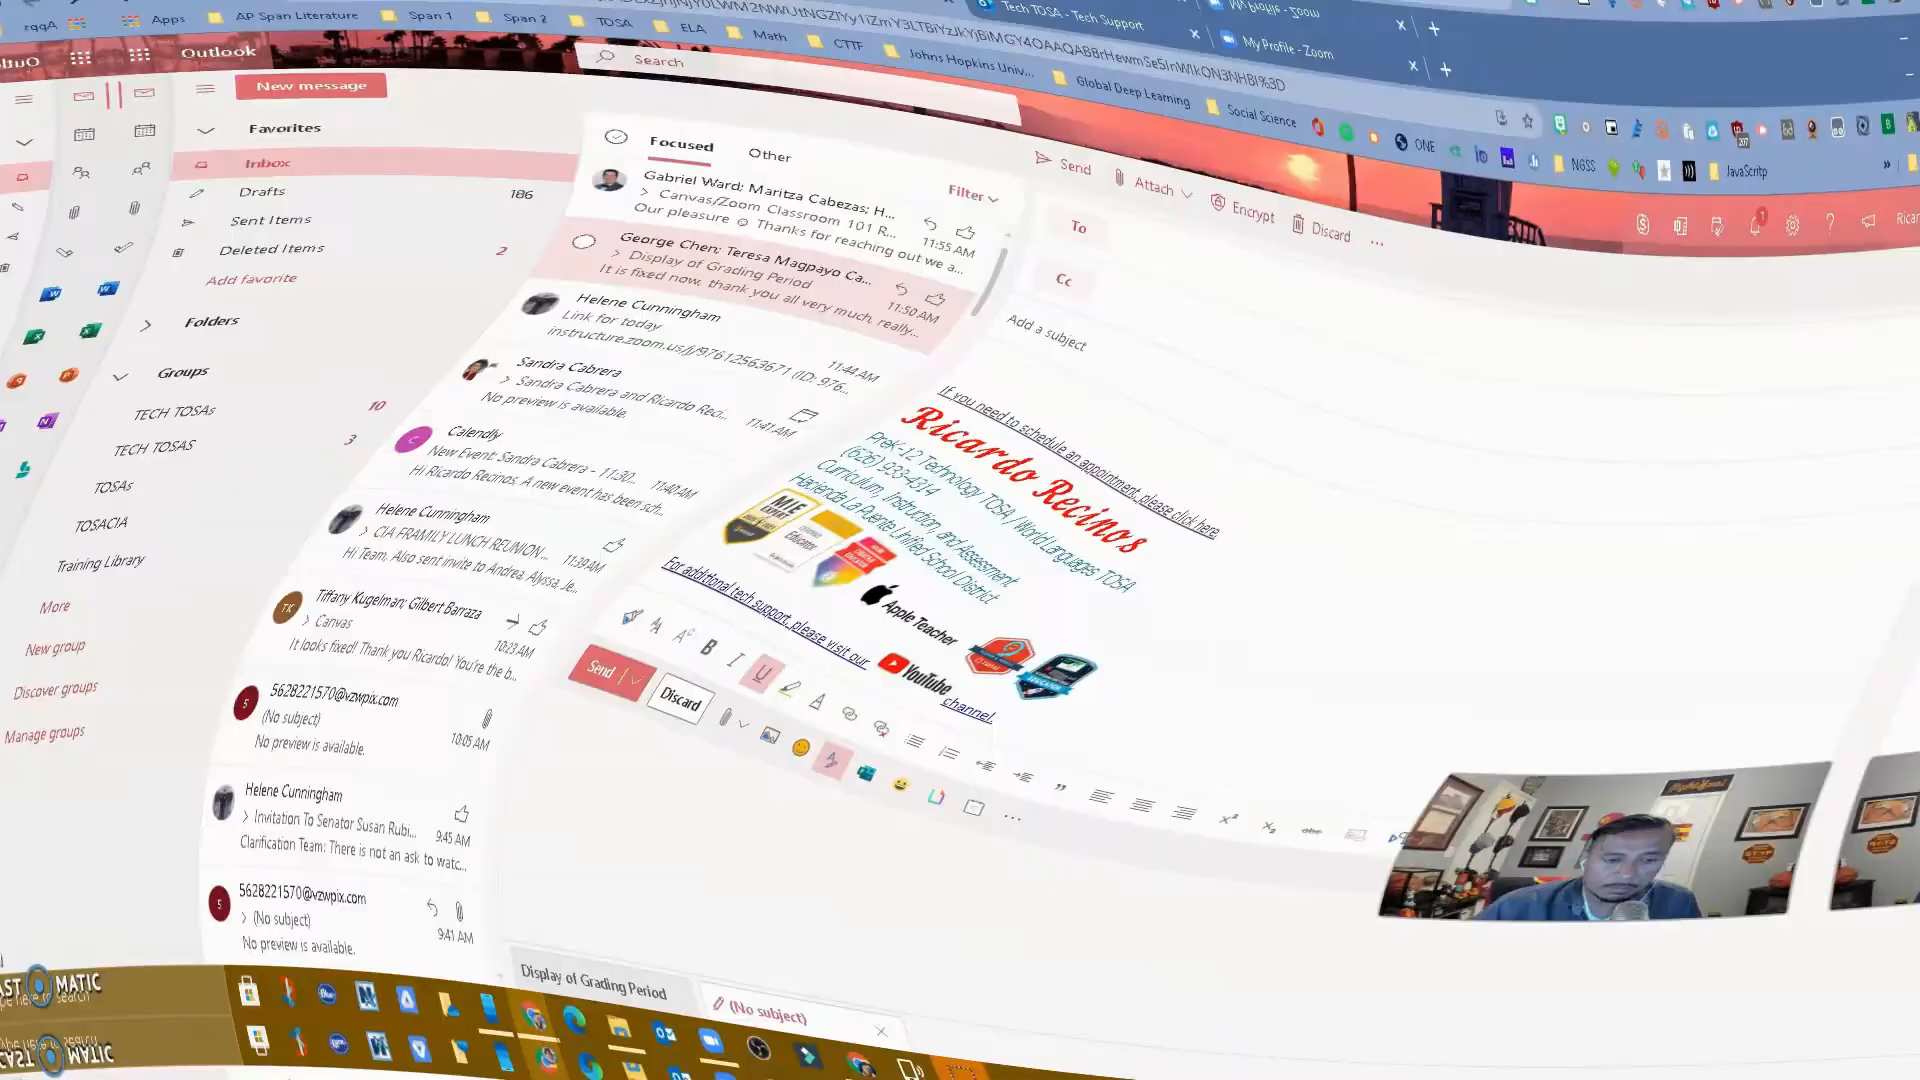 Tech TOSA - Tech Support
My Profile - Zoom
Apps
AP Span Literature
Span 1
Span 2
TOSA
ELA
Math
CTTF
Johns Hopkins Univ...
Global Deep Learning
Social Science
ONE
NGSS
JavaScritp
Outlook
Search
New message
Favorites
Inbox
Drafts 186
Sent Items
Deleted Items 2
Add favorite
Folders
Groups
TECH TOSAs 10
TECH TOSAS 3
TOSAs
TOSACIA
Training Library
More
New group
Discover groups
Manage groups
Focused
Other
Filter
Gabriel Ward; Maritza Cabezas; H...
Canvas/Zoom Classroom 101 R...
11:55 AM
Our pleasure ☺ Thanks for reaching out we a...
George Chen; Teresa Magpayo Ca...
Display of Grading Period
11:50 AM
It is fixed now, thank you all very much, really...
Helene Cunningham
Link for today
11:44 AM
instructure.zoom.us/j/97612563671 (ID: 976...
Sandra Cabrera
Sandra Cabrera and Ricardo Reci...
11:41 AM
No preview is available.
Calendly
New Event: Sandra Cabrera - 11:30...
11:40 AM
Hi Ricardo Recinos, A new event has been sch...
Helene Cunningham
CIA FRAMILY LUNCH REUNION...
11:39 AM
Hi Team, Also sent invite to Andrea, Alyssa, Je...
TK
Tiffany Kugelman; Gilbert Barraza
Canvas
10:23 AM
It looks fixed! Thank you Ricardo! You're the b...
5628221570@vzwpix.com
(No subject)
10:05 AM
No preview is available.
Helene Cunningham
Invitation To Senator Susan Rubi...
9:45 AM
Clarification Team: There is not an ask to watc...
5628221570@vzwpix.com
(No subject)
9:41 AM
No preview is available.
Send
Attach
Encrypt
Discard
To
Cc
Add a subject
If you need to schedule an appointment, please click here
Ricardo Recinos
PreK-12 Technology TOSA | World Languages TOSA
(626) 933-4314
Curriculum, Instruction, and Assessment
Hacienda La Puente Unified School District
MIE
EXPERT
Educator
Apple Teacher
For additional tech support, please visit our YouTube channel.
Send
Discard
Display of Grading Period
(No subject)